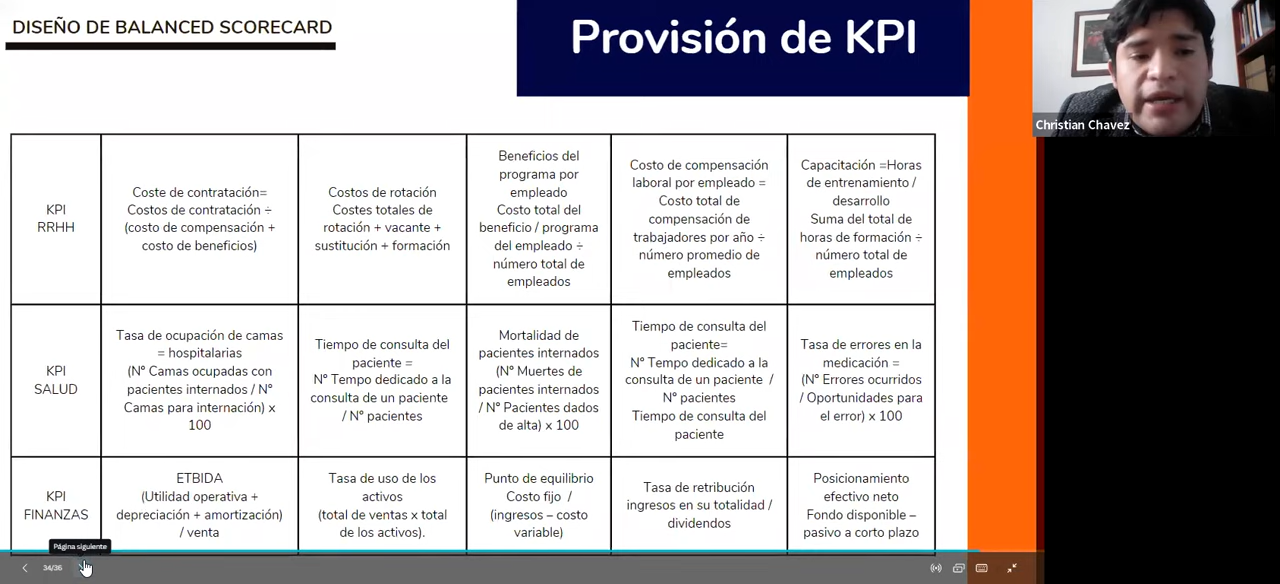 DISEÑO DE BALANCED SCORECARD
Provisión de KPI
Christian Chavez
KPI
RRHH
Coste de contratación=
Costos de contratación ÷
(costo de compensación +
costo de beneficios)
Costos de rotación
Costes totales de
rotación + vacante +
sustitución + formación
Beneficios del
programa por
empleado
Costo total del
beneficio / programa
del empleado ÷
número total de
empleados
Costo de compensación
laboral por empleado =
Costo total de
compensación de
trabajadores por año ÷
número promedio de
empleados
Capacitación =Horas
de entrenamiento /
desarrollo
Suma del total de
horas de formación ÷
número total de
empleados
KPI
SALUD
Tasa de ocupación de camas
= hospitalarias
(Nº Camas ocupadas con
pacientes internados / Nº
Camas para internación) x
100
Tiempo de consulta del
paciente =
Nº Tempo dedicado a la
consulta de un paciente
/ Nº pacientes
Mortalidad de
pacientes internados
(Nº Muertes de
pacientes internados
/ Nº Pacientes dados
de alta) x 100
Tiempo de consulta del
paciente=
Nº Tempo dedicado a la
consulta de un paciente /
Nº pacientes
Tiempo de consulta del
paciente
Tasa de errores en la
medicación =
(Nº Errores ocurridos
/ Oportunidades para
el error) x 100
KPI
FINANZAS
ETBIDA
(Utilidad operativa +
depreciación + amortización)
/ venta
Tasa de uso de los
activos
(total de ventas x total
de los activos).
Punto de equilibrio
Costo fijo /
(ingresos – costo
variable)
Tasa de retribución
ingresos en su totalidad /
dividendos
Posicionamiento
efectivo neto
Fondo disponible –
pasivo a corto plazo
Página siguiente
34/36